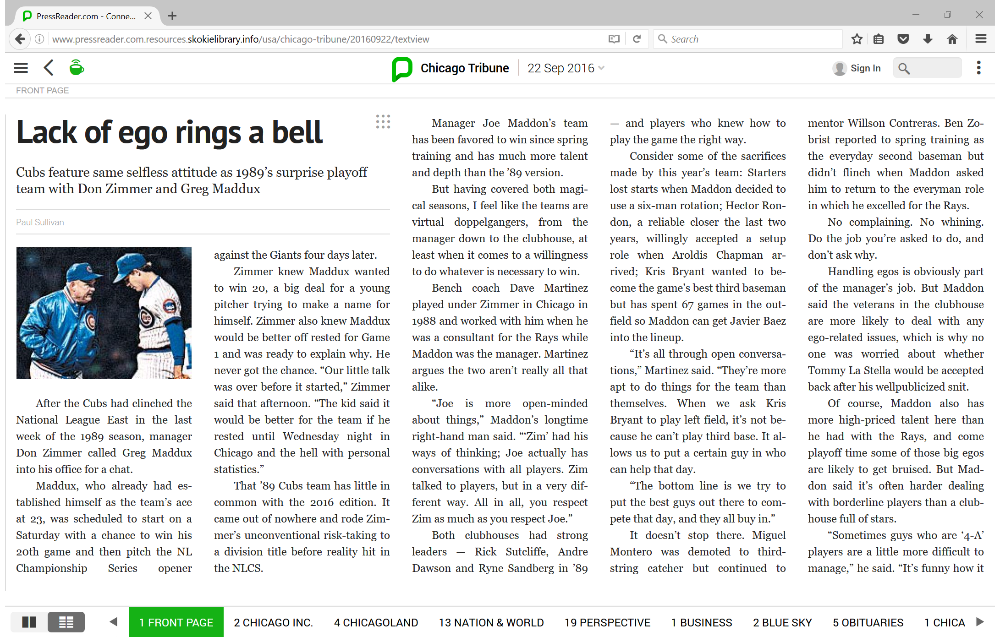 PressReader.com - Conne...
www.pressreader.com.resources.skokielibrary.info/usa/chicago-tribune/20160922/textview
Search
Chicago Tribune
22 Sep 2016
Sign In
FRONT PAGE
Lack of ego rings a bell
Cubs feature same selfless attitude as 1989’s surprise playoff
team with Don Zimmer and Greg Maddux
Paul Sullivan
After the Cubs had clinched the
National League East in the last
week of the 1989 season, manager
Don Zimmer called Greg Maddux
into his office for a chat.
Maddux, who already had es-
tablished himself as the team’s ace
at 23, was scheduled to start on a
Saturday with a chance to win his
20th game and then pitch the NL
Championship Series opener
against the Giants four days later.
Zimmer knew Maddux wanted
to win 20, a big deal for a young
pitcher trying to make a name for
himself. Zimmer also knew Maddux
would be better off rested for Game
1 and was ready to explain why. He
never got the chance. “Our little talk
was over before it started,” Zimmer
said that afternoon. “The kid said it
would be better for the team if he
rested until Wednesday night in
Chicago and the hell with personal
statistics.”
That ’89 Cubs team has little in
common with the 2016 edition. It
came out of nowhere and rode Zim-
mer’s unconventional risk-taking to
a division title before reality hit in
the NLCS.
Manager Joe Maddon’s team
has been favored to win since spring
training and has much more talent
and depth than the ’89 version.
But having covered both magi-
cal seasons, I feel like the teams are
virtual doppelgangers, from the
manager down to the clubhouse, at
least when it comes to a willingness
to do whatever is necessary to win.
Bench coach Dave Martinez
played under Zimmer in Chicago in
1988 and worked with him when he
was a consultant for the Rays while
Maddon was the manager. Martinez
argues the two aren’t really all that
alike.
“Joe is more open-minded
about things,” Maddon’s longtime
right-hand man said. “‘Zim’ had his
ways of thinking; Joe actually has
conversations with all players. Zim
talked to players, but in a very dif-
ferent way. All in all, you respect
Zim as much as you respect Joe.”
Both clubhouses had strong
leaders — Rick Sutcliffe, Andre
Dawson and Ryne Sandberg in ’89
— and players who knew how to
play the game the right way.
Consider some of the sacrifices
made by this year’s team: Starters
lost starts when Maddon decided to
use a six-man rotation; Hector Ron-
don, a reliable closer the last two
years, willingly accepted a setup
role when Aroldis Chapman ar-
rived; Kris Bryant wanted to be-
come the game’s best third baseman
but has spent 67 games in the out-
field so Maddon can get Javier Baez
into the lineup.
“It’s all through open conversa-
tions,” Martinez said. “They’re more
apt to do things for the team than
themselves. When we ask Kris
Bryant to play left field, it’s not be-
cause he can’t play third base. It al-
lows us to put a certain guy in who
can help that day.
“The bottom line is we try to
put the best guys out there to com-
pete that day, and they all buy in.”
It doesn’t stop there. Miguel
Montero was demoted to third-
string catcher but continued to
mentor Willson Contreras. Ben Zo-
brist reported to spring training as
the everyday second baseman but
didn’t flinch when Maddon asked
him to return to the everyman role
in which he excelled for the Rays.
No complaining. No whining.
Do the job you’re asked to do, and
don’t ask why.
Handling egos is obviously part
of the manager’s job. But Maddon
said the veterans in the clubhouse
are more likely to deal with any
ego-related issues, which is why no
one was worried about whether
Tommy La Stella would be accepted
back after his wellpublicized snit.
Of course, Maddon also has
more high-priced talent here than
he had with the Rays, and come
playoff time some of those big egos
are likely to get bruised. But Mad-
don said it’s often harder dealing
with borderline players than a club-
house full of stars.
“Sometimes guys who are ‘4-A’
players are a little more difficult to
manage,” he said. “It’s funny how it
1 FRONT PAGE
2 CHICAGO INC.
4 CHICAGOLAND
13 NATION & WORLD
19 PERSPECTIVE
1 BUSINESS
2 BLUE SKY
5 OBITUARIES
1 CHICA